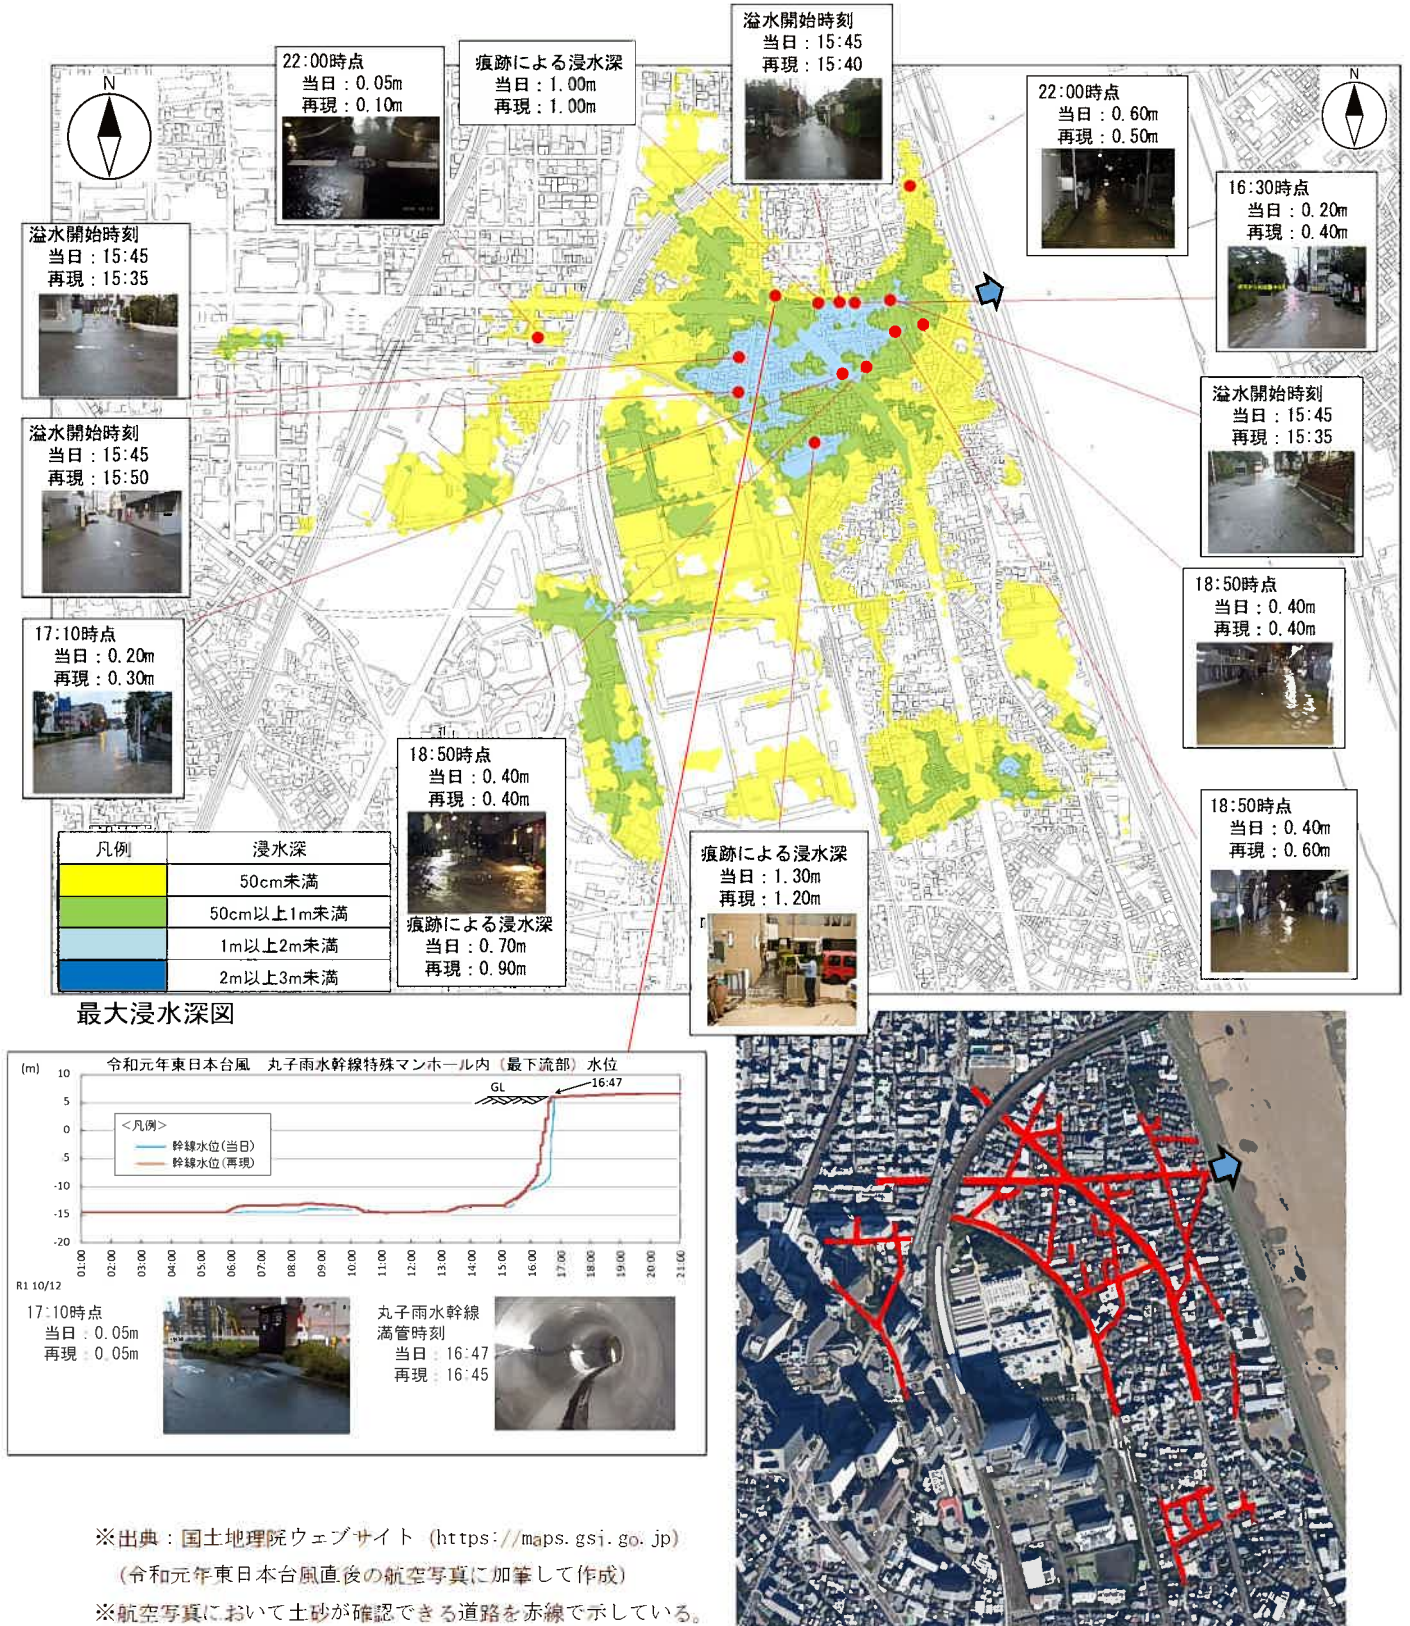 溢水開始時刻
当日：15:45
再現：15:40
22:00時点
当日：0.05m
再現：0.10m
痕跡による浸水深
当日：1.00m
再現：1.00m
22:00時点
当日：0.60m
再現：0.50m
N
N
16:30時点
当日：0.20m
再現：0.40m
溢水開始時刻
当日：15:45
再現：15:35
溢水開始時刻
当日：15:45
再現：15:35
溢水開始時刻
当日：15:45
再現：15:50
18:50時点
当日：0.40m
再現：0.40m
17:10時点
当日：0.20m
再現：0.30m
18:50時点
当日：0.40m
再現：0.40m
痕跡による浸水深
当日：0.70m
再現：0.90m
18:50時点
当日：0.40m
再現：0.60m
痕跡による浸水深
当日：1.30m
再現：1.20m
凡例 浸水深
50cm未満
50cm以上1m未満
1m以上2m未満
2m以上3m未満
最大浸水深図
令和元年東日本台風 丸子雨水幹線特殊マンホール内（最下流部）水位
(m)
10
5
0
-5
-10
-15
-20
GL
16:47
<凡例>
幹線水位(当日)
幹線水位(再現)
01:00 02:00 03:00 04:00 05:00 06:00 07:00 08:00 09:00 10:00 11:00 12:00 13:00 14:00 15:00 16:00 17:00 18:00 19:00 20:00 21:00
R1 10/12
17:10時点
当日：0.05m
再現：0.05m
丸子雨水幹線
満管時刻
当日：16:47
再現：16:45
※出典：国土地理院ウェブサイト（https://maps.gsi.go.jp）
（令和元年東日本台風直後の航空写真に加筆して作成）
※航空写真において土砂が確認できる道路を赤線で示している。